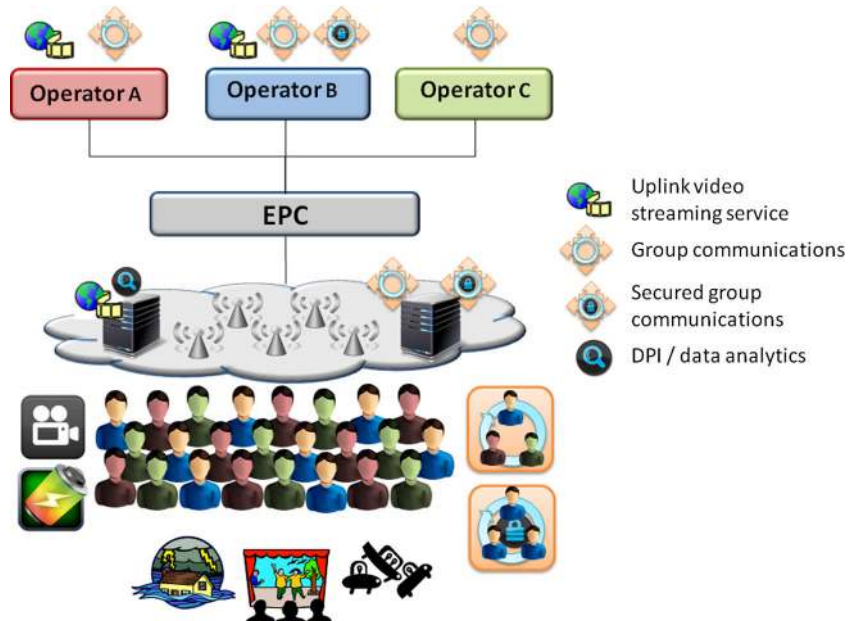 Operator A
Operator B
Operator C
EPC
Uplink video
streaming service
Group communications
Secured group
communications
DPI / data analytics